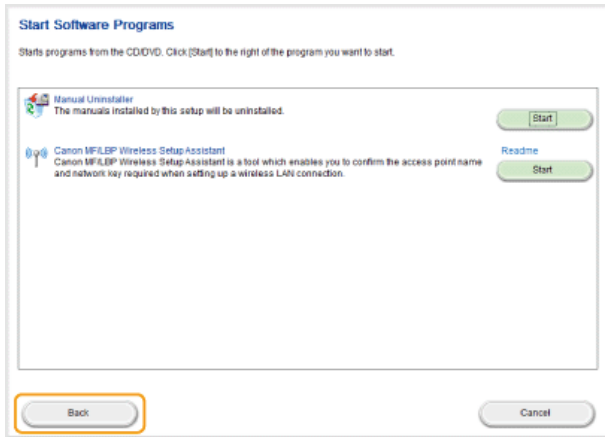 Start Software Programs
Starts programs from the CD/DVD. Click [Start] to the right of the program you want to start.
Manual Uninstaller
The manuals installed by this setup will be uninstalled.
Start
Canon MF/LBP Wireless Setup Assistant
Readme
Canon MF/LBP Wireless Setup Assistant is a tool which enables you to confirm the access point name
and network key required when setting up a wireless LAN connection.
Start
Back
Cancel